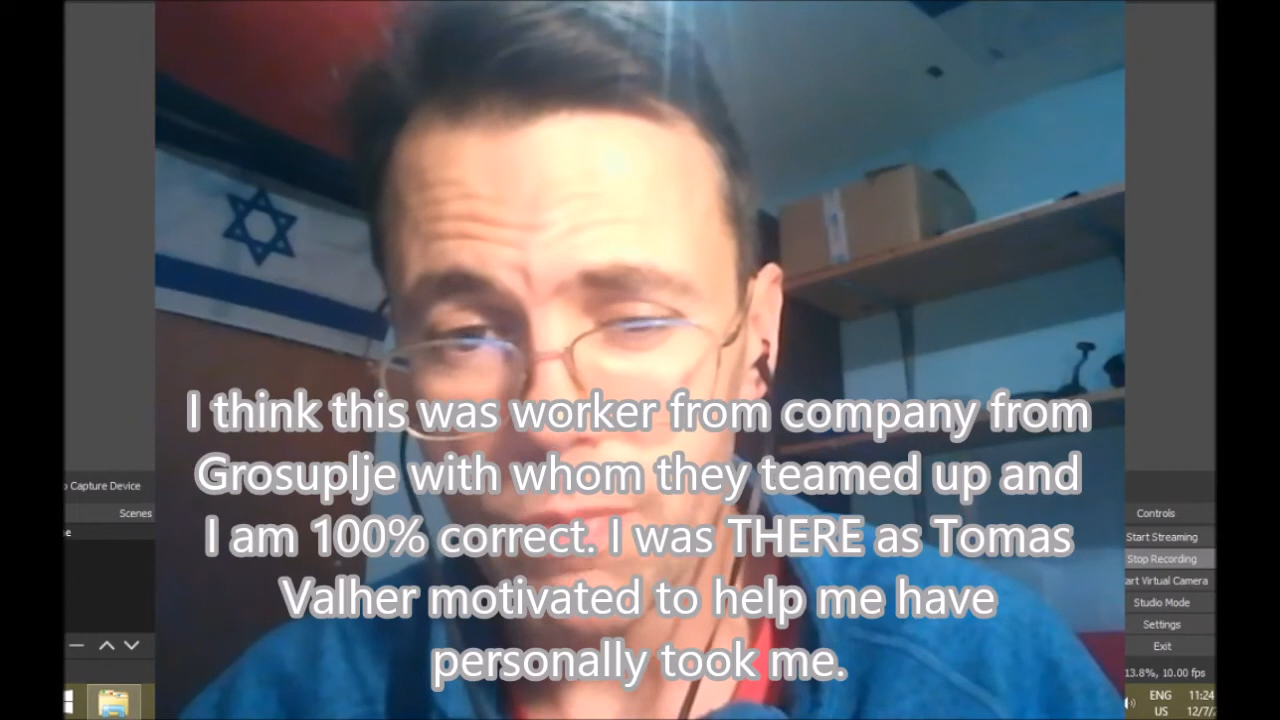 I think this was worker from company from
Grosuplje with whom they teamed up and
I am 100% correct. I was THERE as Tomas
Valher motivated to help me have
personally took me.
Capture Device
Scenes
Controls
Start Streaming
Stop Recording
art Virtual Camera
Studio Mode
Settings
Exit
13.8%, 10.00 fps
ENG 11:24
US 12/7/